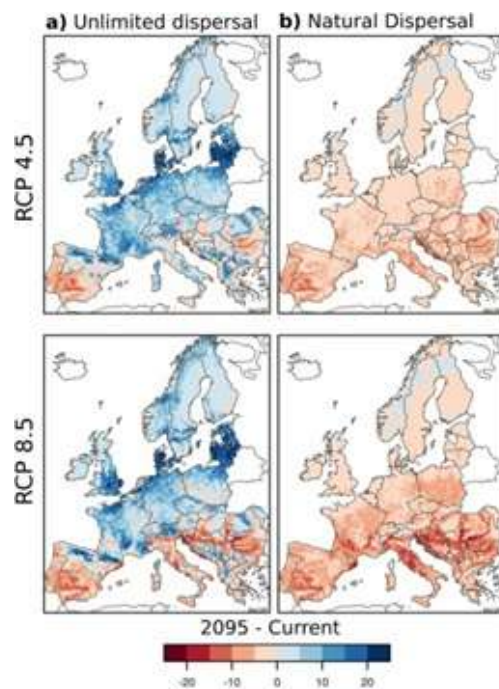 a) Unlimited dispersal b) Natural Dispersal
RCP 4.5
RCP 8.5
2095 - Current
-20 -10 0 10 20